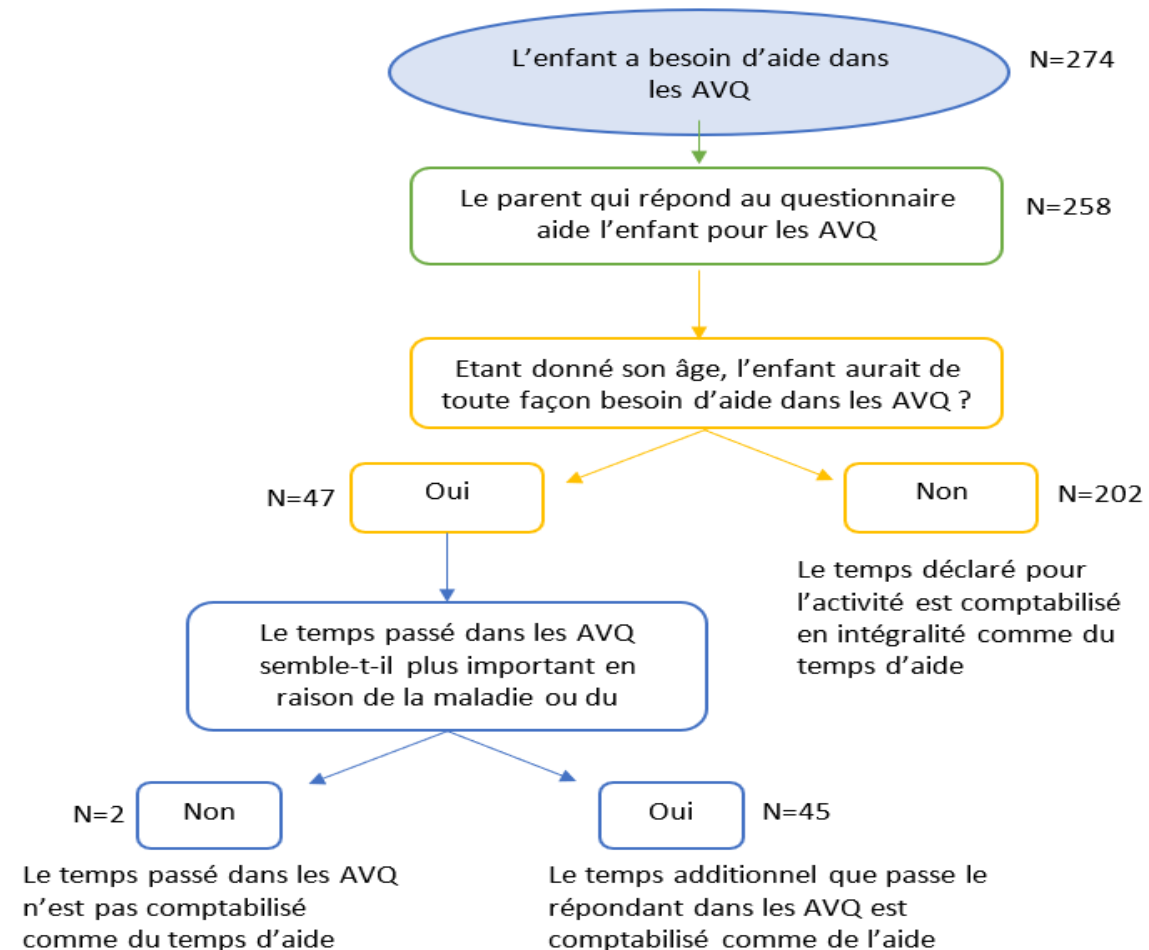 L'enfant a besoin d'aide dans
les AVQ
N=274
Le parent qui répond au questionnaire
aide l'enfant pour les AVQ
N=258
Etant donné son âge, l'enfant aurait de
toute façon besoin d'aide dans les AVQ ?
N=47
Oui
Non
N=202
Le temps déclaré pour
l'activité est comptabilisé
en intégralité comme du
temps d'aide
Le temps passé dans les AVQ
semble-t-il plus important en
raison de la maladie ou du
N=2
Non
Oui
N=45
Le temps passé dans les AVQ
n'est pas comptabilisé
comme du temps d'aide
Le temps additionnel que passe le
répondant dans les AVQ est
comptabilisé comme de l'aide